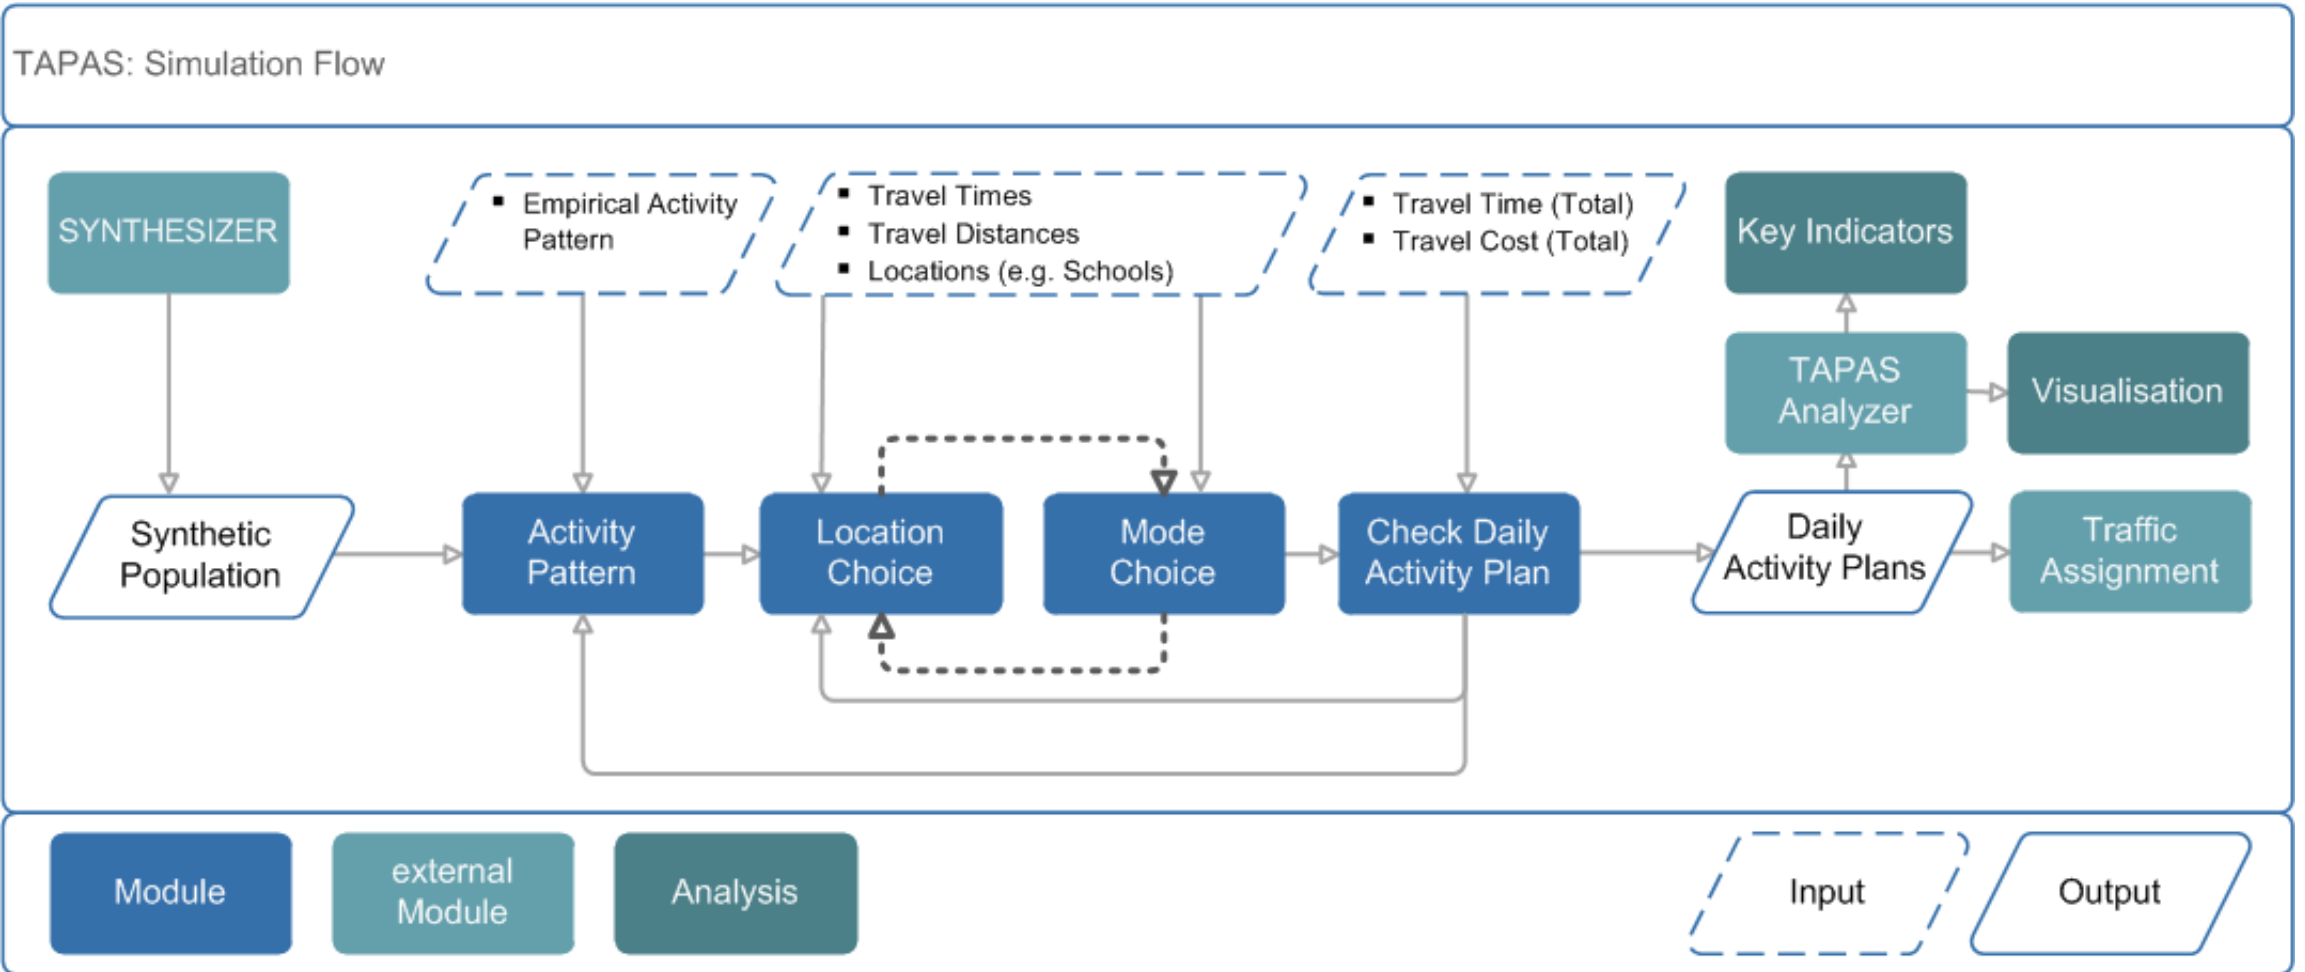 TAPAS: Simulation Flow
SYNTHESIZER
▪ Empirical Activity
Pattern
▪ Travel Times
▪ Travel Distances
▪ Locations (e.g. Schools)
▪ Travel Time (Total)
▪ Travel Cost (Total)
Key Indicators
TAPAS
Analyzer
Visualisation
Synthetic
Population
Activity
Pattern
Location
Choice
Mode
Choice
Check Daily
Activity Plan
Daily
Activity Plans
Traffic
Assignment
Module
external
Module
Analysis
Input
Output